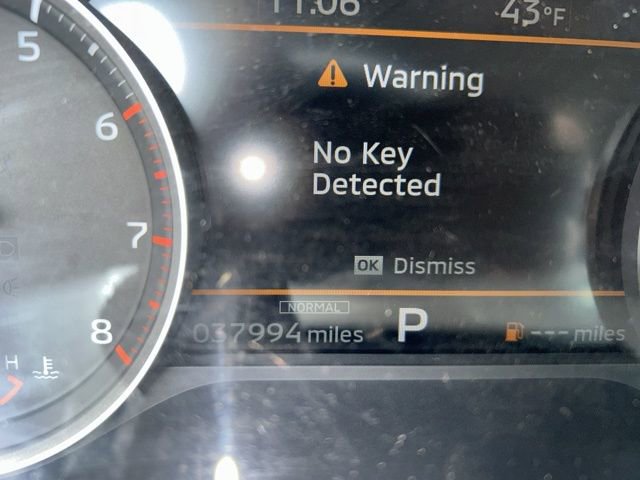 11:06
43°F
5
Warning
6
No Key
Detected
7
OK Dismiss
NORMAL
8
037994 miles
P
--- miles
H